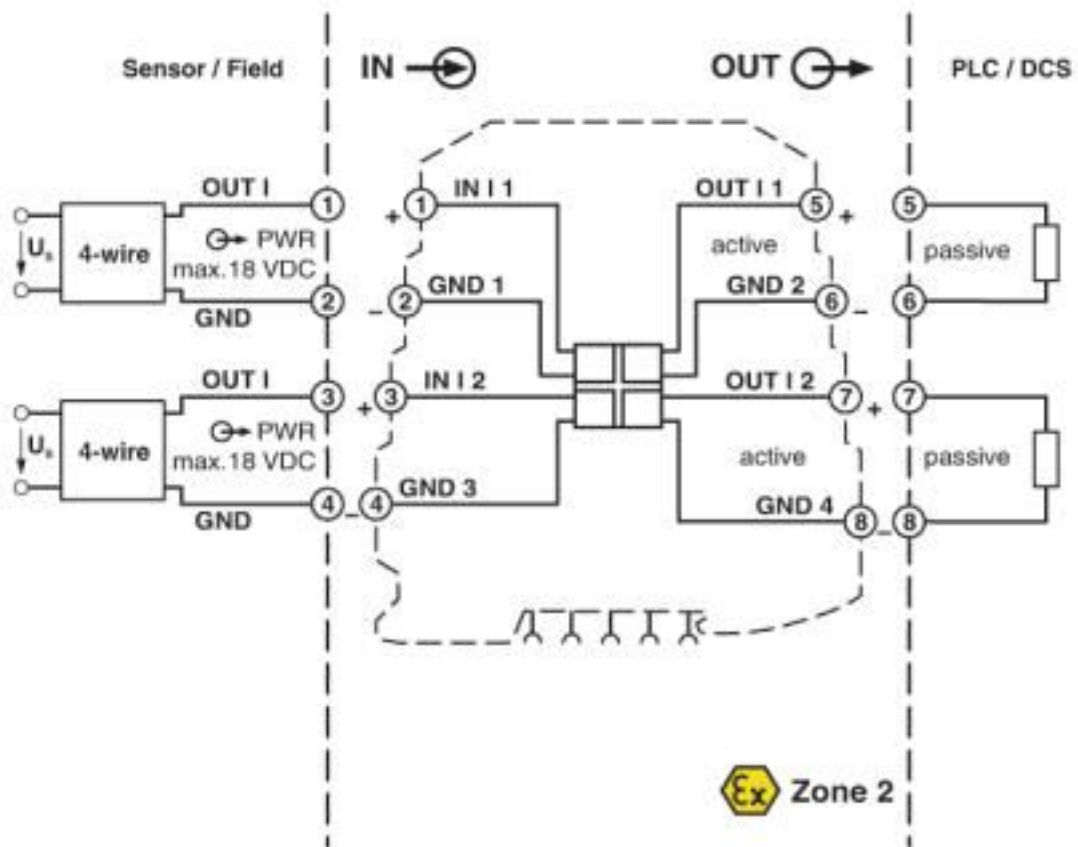 Sensor / Field
IN
OUT
PLC / DCS
OUT I
1
+
1
IN I 1
OUT I 1
5
+
5
Us
4-wire
PWR
max. 18 VDC
active
passive
2
–
2
GND 1
GND 2
6
–
6
GND
OUT I
3
+
3
IN I 2
OUT I 2
7
+
7
Us
4-wire
PWR
max. 18 VDC
active
passive
4
–
4
GND 3
GND 4
8
–
8
GND
Ex Zone 2